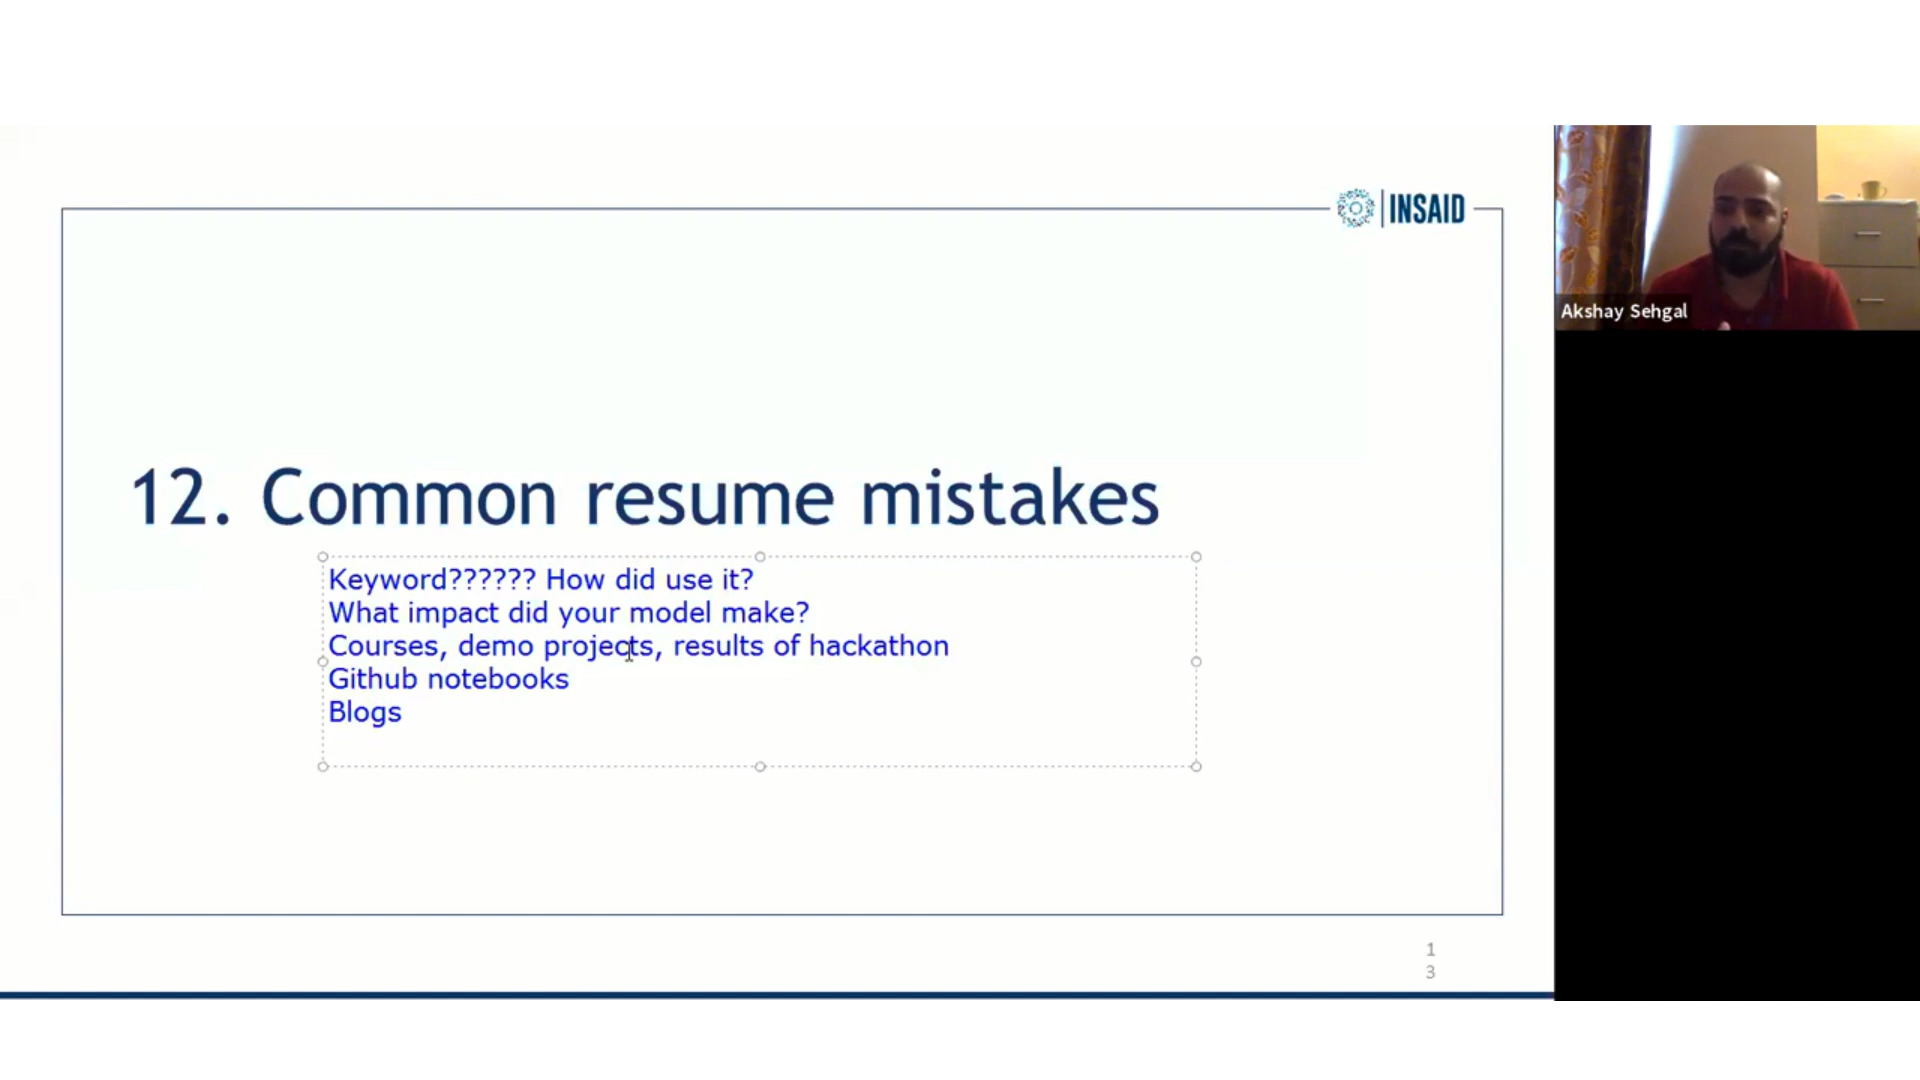 INSAID
12. Common resume mistakes
Keyword?????? How did use it?
What impact did your model make?
Courses, demo projects, results of hackathon
Github notebooks
Blogs
1
3
Akshay Sehgal